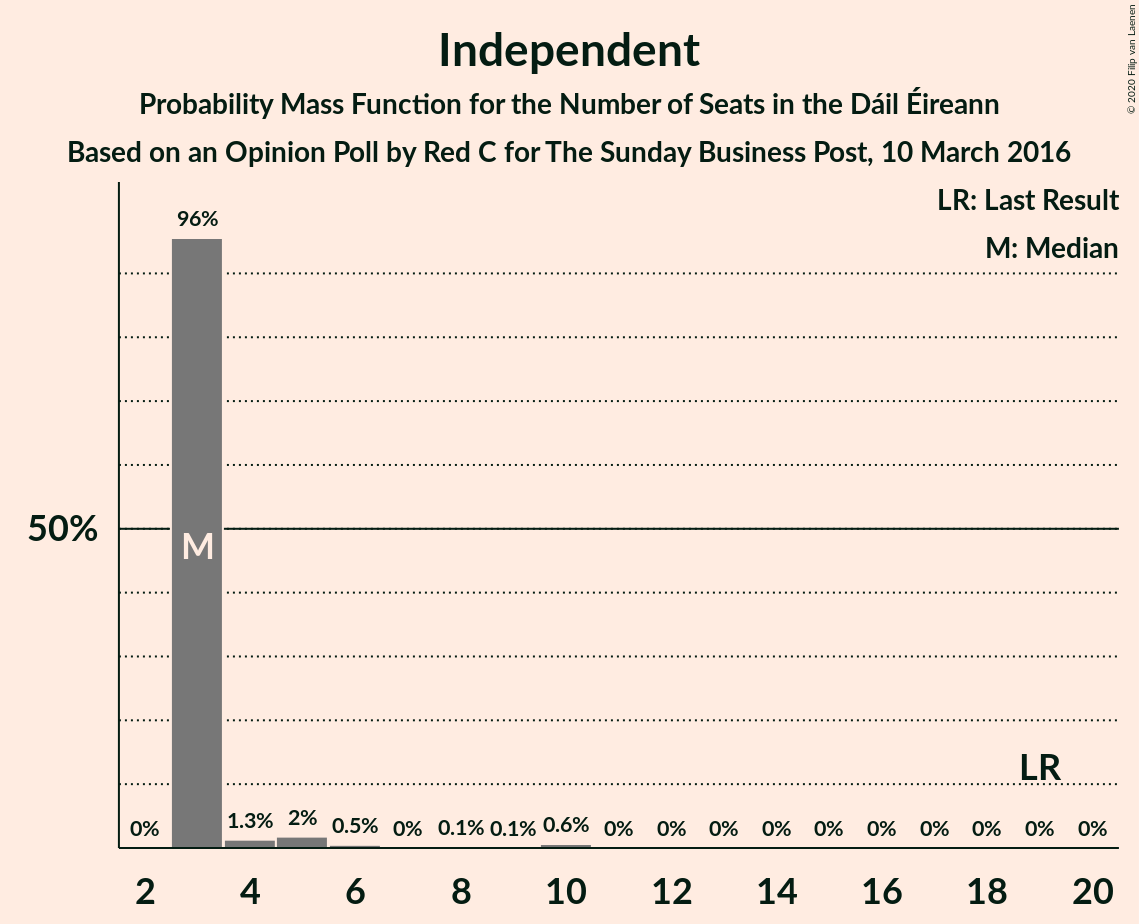 Independent
Probability Mass Function for the Number of Seats in the Dáil Éireann
Based on an Opinion Poll by Red C for The Sunday Business Post, 10 March 2016
© 2020 Filip van Laenen
LR: Last Result
M: Median
96%
50%
M
LR
0% 1.3% 2% 0.5% 0% 0.1% 0.1% 0.6% 0% 0% 0% 0% 0% 0% 0% 0% 0% 0%
2 4 6 8 10 12 14 16 18 20